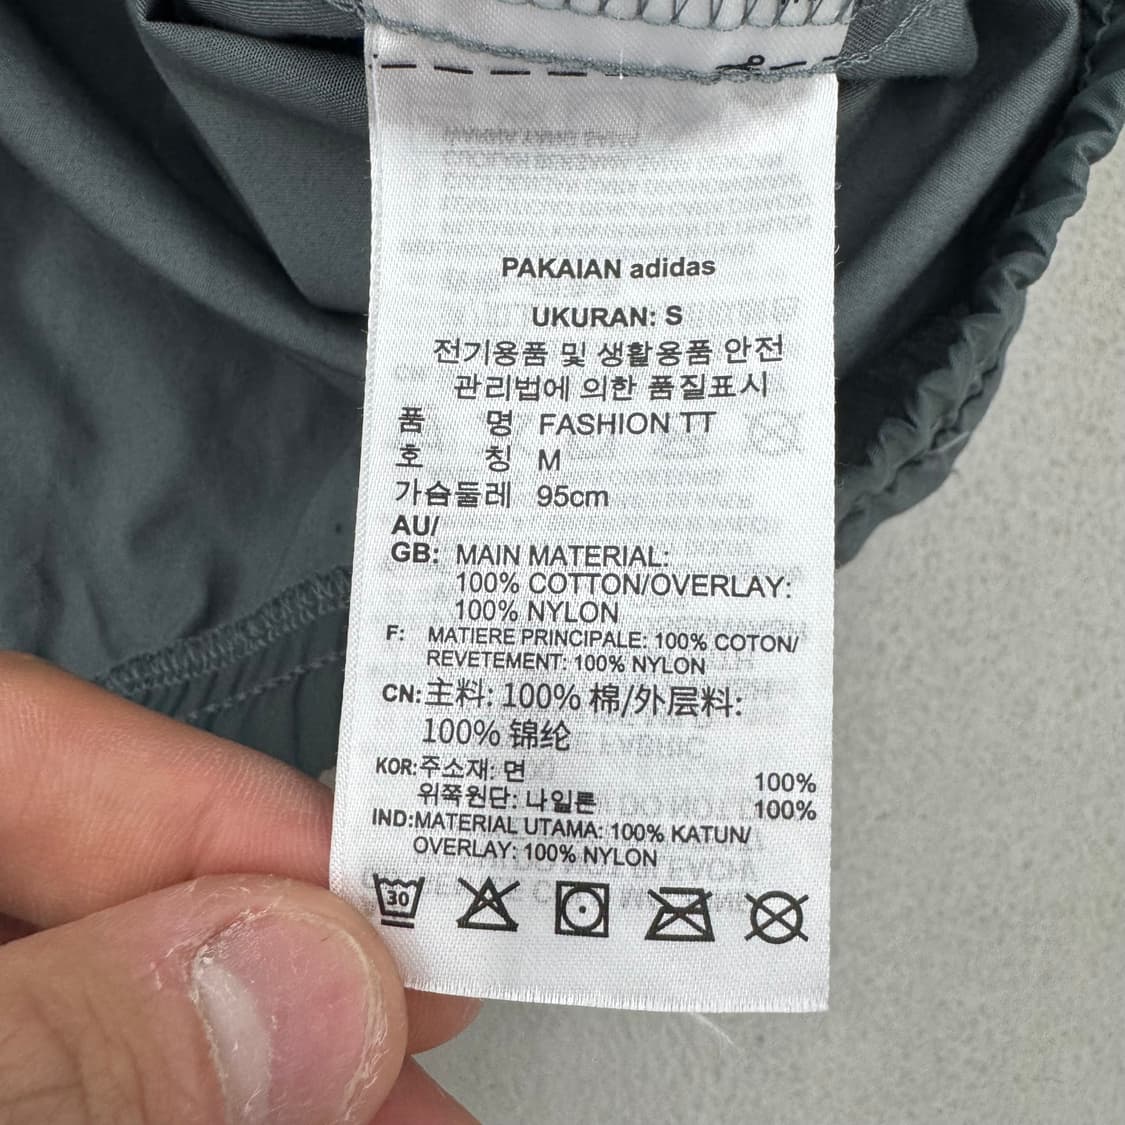 PAKAIAN adidas
UKURAN: S
전기용품 및 생활용품 안전
관리법에 의한 품질표시
품 명 FASHION TT
호 칭 M
가슴둘레 95cm
AU/
GB: MAIN MATERIAL:
100% COTTON/OVERLAY:
100% NYLON
F: MATIERE PRINCIPALE: 100% COTON/
REVETEMENT: 100% NYLON
CN: 主料: 100% 棉/外层料:
100% 锦纶
KOR: 주소재: 면 100%
위쪽원단: 나일론 100%
IND: MATERIAL UTAMA: 100% KATUN/
OVERLAY: 100% NYLON
30